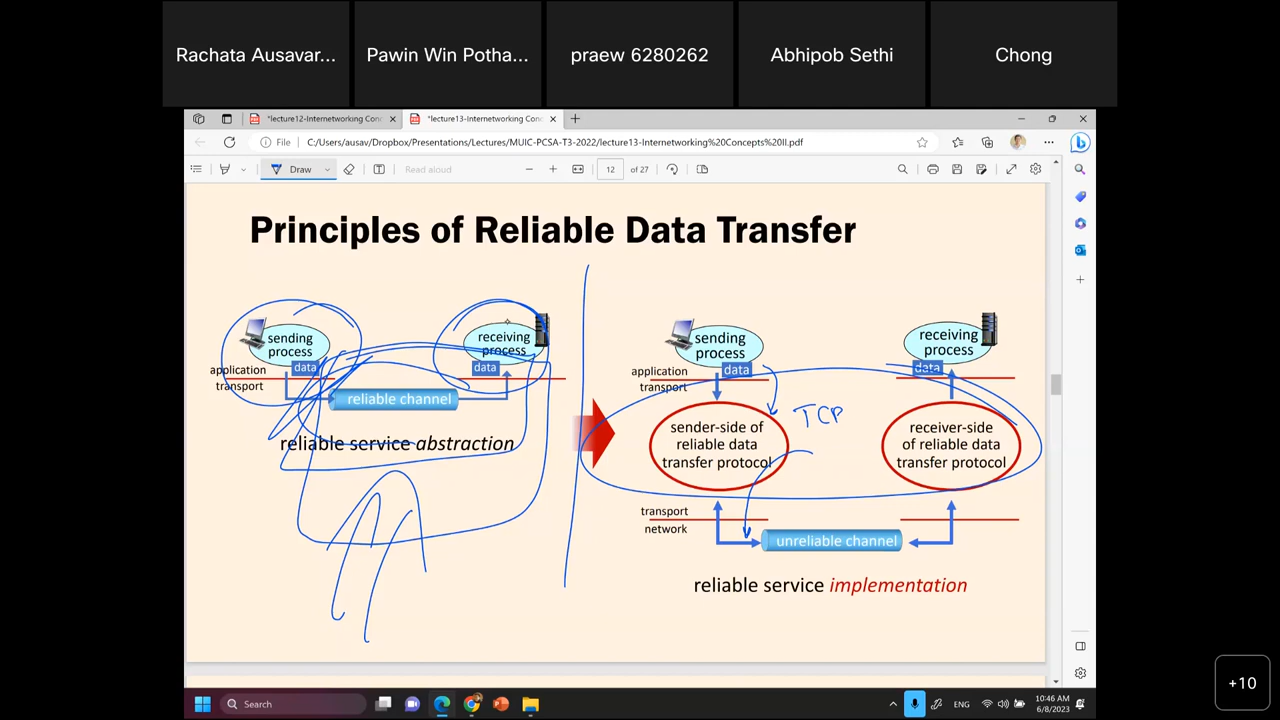 Rachata Ausavar...
Pawin Win Potha...
praew 6280262
Abhipob Sethi
Chong
*lecture12-Internetworking Conc
*lecture13-Internetworking Conc
File
C:/Users/ausav/Dropbox/Presentations/Lectures/MUIC-PCSA-T3-2022/lecture13-Internetworking%20Concepts%20II.pdf
Draw
Read aloud
12
of 27
Principles of Reliable Data Transfer
sending
process
data
application
transport
receiving
process
data
reliable channel
reliable service abstraction
sending
process
data
application
transport
receiving
process
data
TCP
sender-side of
reliable data
transfer protocol
receiver-side
of reliable data
transfer protocol
transport
network
unreliable channel
reliable service implementation
+10
Search
ENG
10:46 AM
6/8/2023